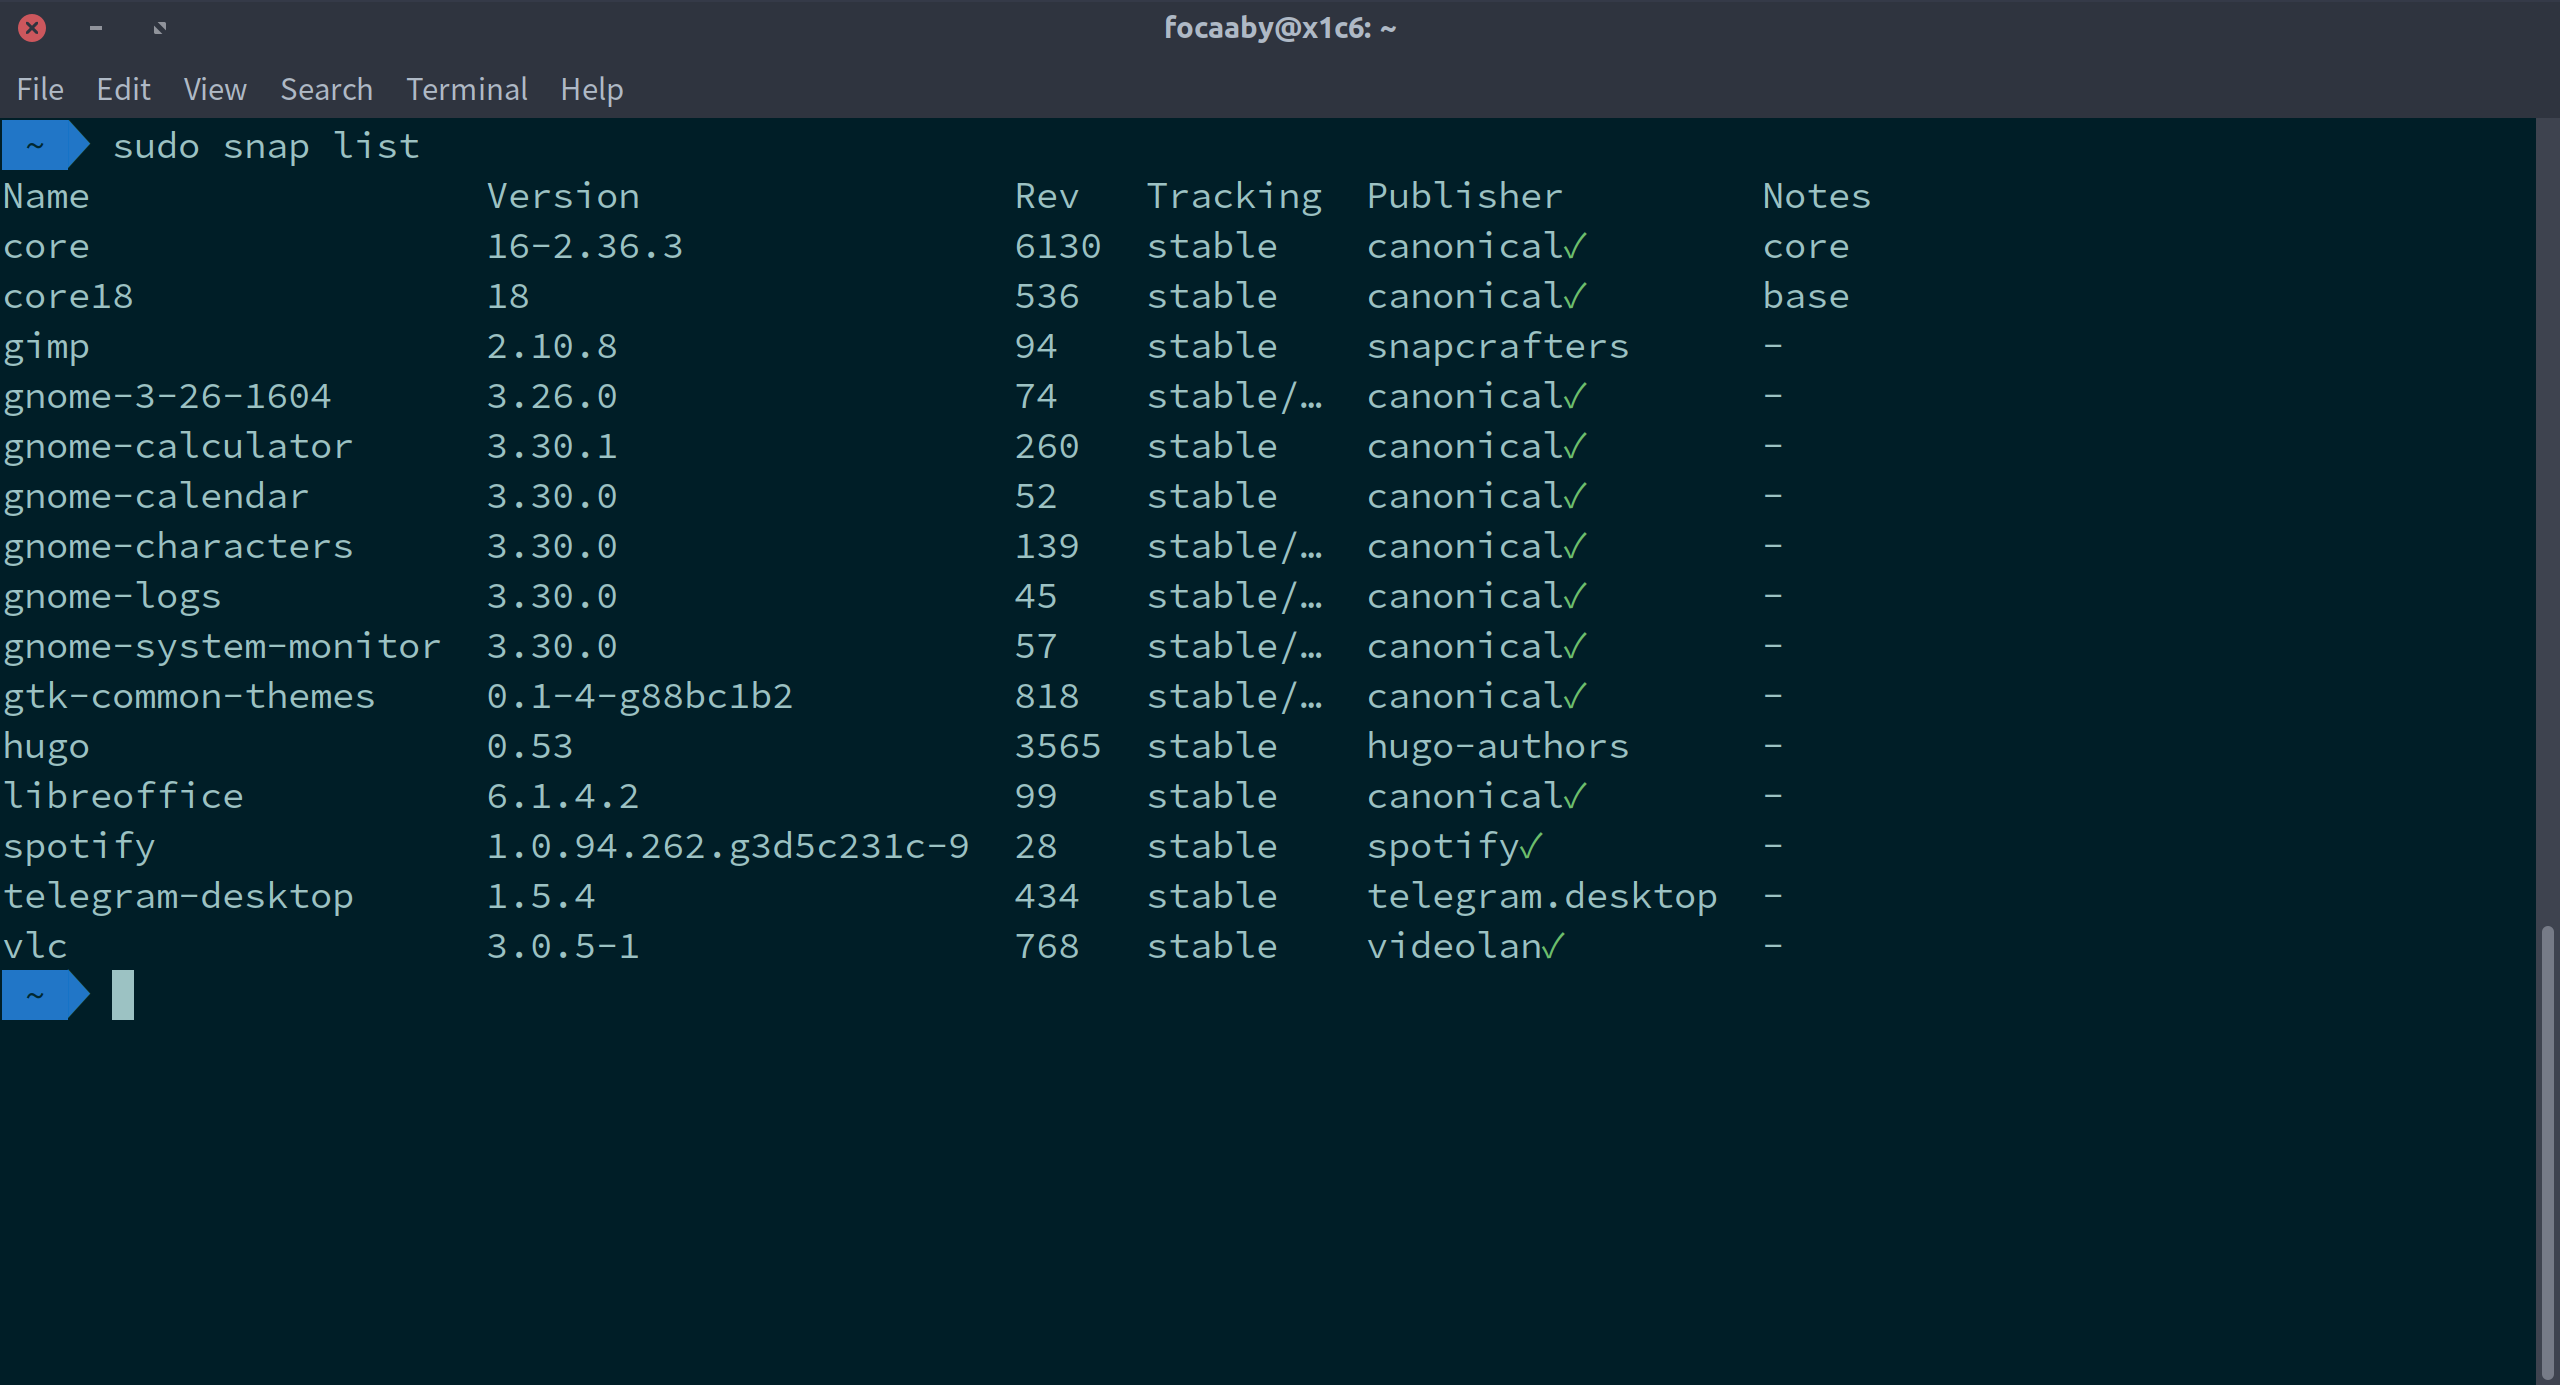 focaaby@x1c6: ~
File Edit View Search Terminal Help
~ sudo snap list
Name Version Rev Tracking Publisher Notes
core 16-2.36.3 6130 stable canonical✓ core
core18 18 536 stable canonical✓ base
gimp 2.10.8 94 stable snapcrafters -
gnome-3-26-1604 3.26.0 74 stable/… canonical✓ -
gnome-calculator 3.30.1 260 stable canonical✓ -
gnome-calendar 3.30.0 52 stable canonical✓ -
gnome-characters 3.30.0 139 stable/… canonical✓ -
gnome-logs 3.30.0 45 stable/… canonical✓ -
gnome-system-monitor 3.30.0 57 stable/… canonical✓ -
gtk-common-themes 0.1-4-g88bc1b2 818 stable/… canonical✓ -
hugo 0.53 3565 stable hugo-authors -
libreoffice 6.1.4.2 99 stable canonical✓ -
spotify 1.0.94.262.g3d5c231c-9 28 stable spotify✓ -
telegram-desktop 1.5.4 434 stable telegram.desktop -
vlc 3.0.5-1 768 stable videolan✓ -
~